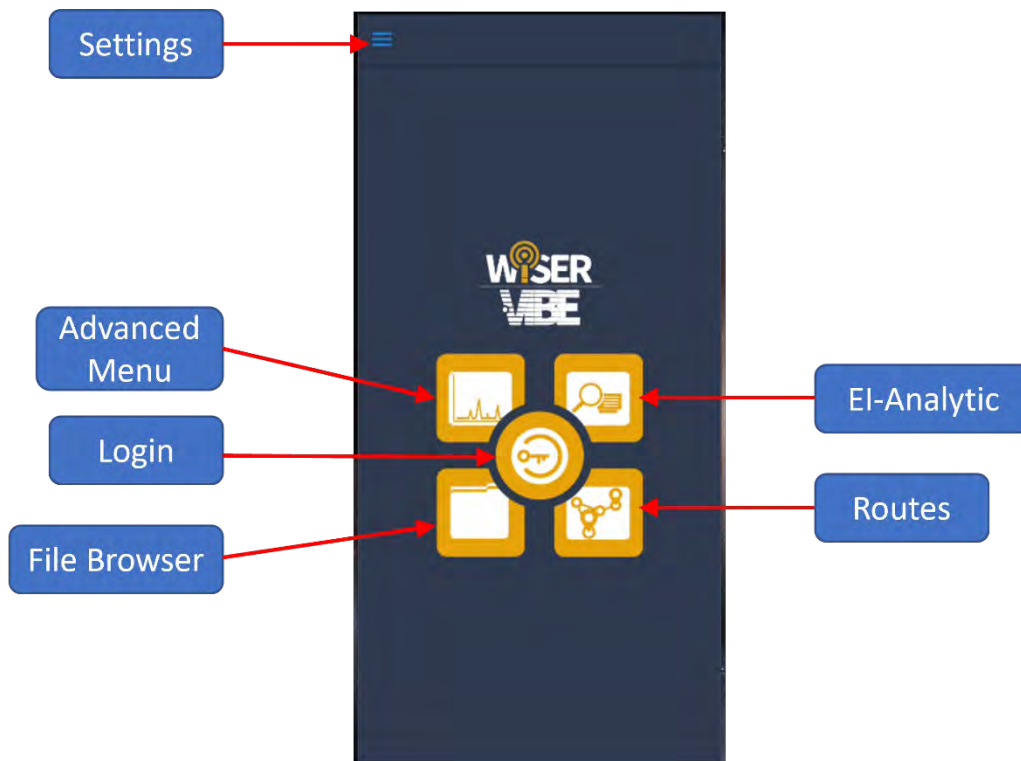 Settings
WiSER
VIBE
Advanced
Menu
EI-Analytic
Login
Routes
File Browser